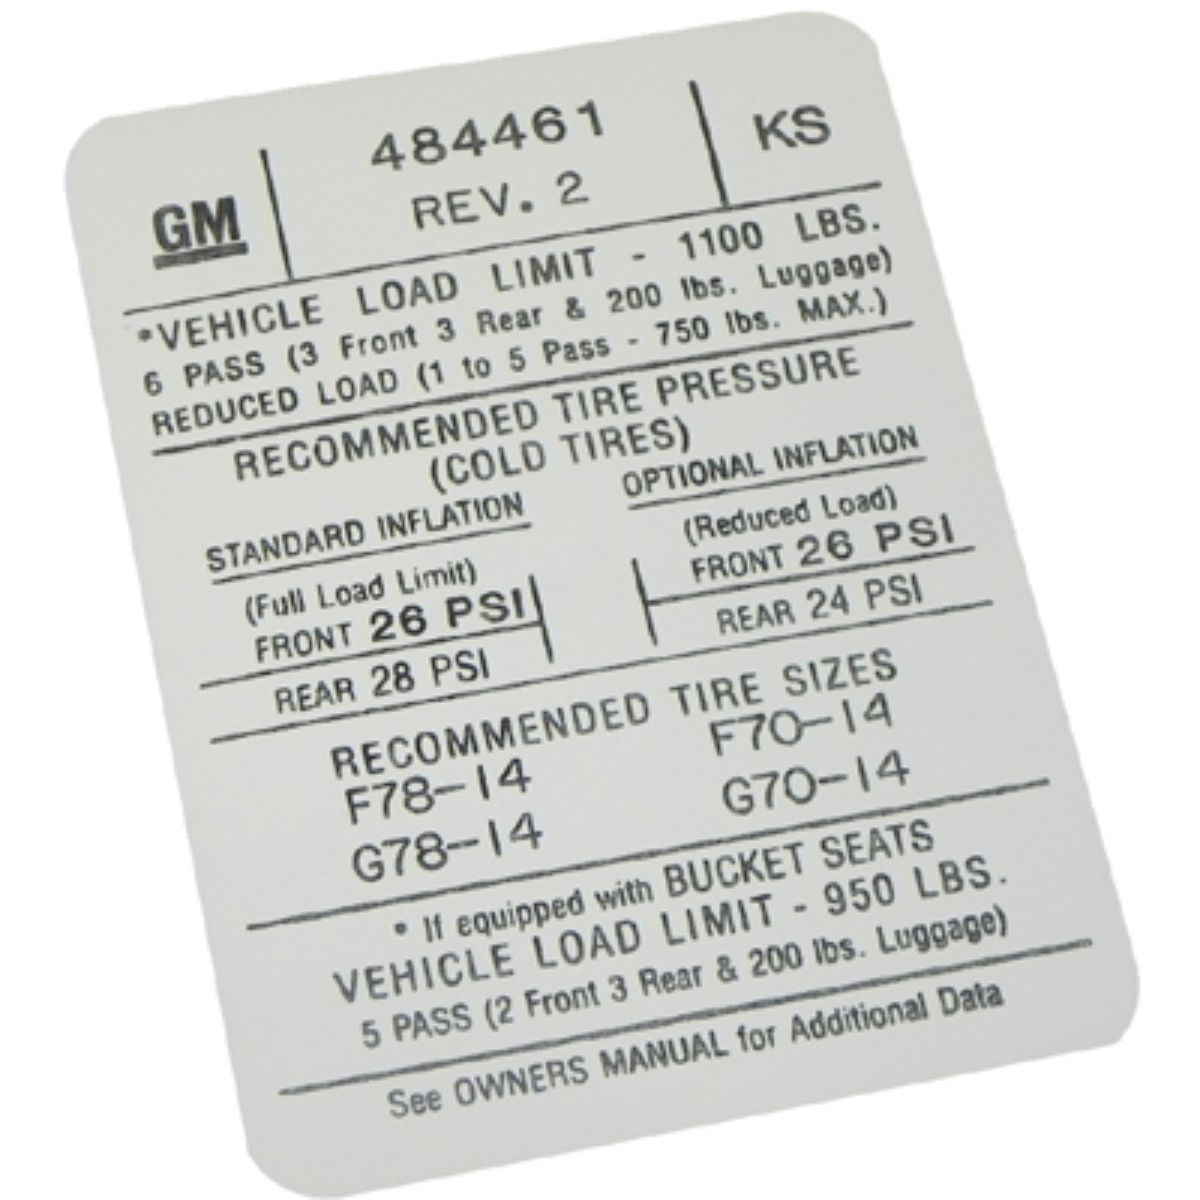 GM 484461 KS
REV. 2
*VEHICLE LOAD LIMIT - 1100 LBS.
6 PASS (3 Front 3 Rear & 200 lbs. Luggage)
REDUCED LOAD (1 to 5 Pass - 750 lbs. MAX.)
RECOMMENDED TIRE PRESSURE
(COLD TIRES)
STANDARD INFLATION
(Full Load Limit)
FRONT 26 PSI
REAR 28 PSI
OPTIONAL INFLATION
(Reduced Load)
FRONT 26 PSI
REAR 24 PSI
RECOMMENDED TIRE SIZES
F78-14 F70-14
G78-14 G70-14
* If equipped with BUCKET SEATS
VEHICLE LOAD LIMIT - 950 LBS.
5 PASS (2 Front 3 Rear & 200 lbs. Luggage)
See OWNERS MANUAL for Additional Data